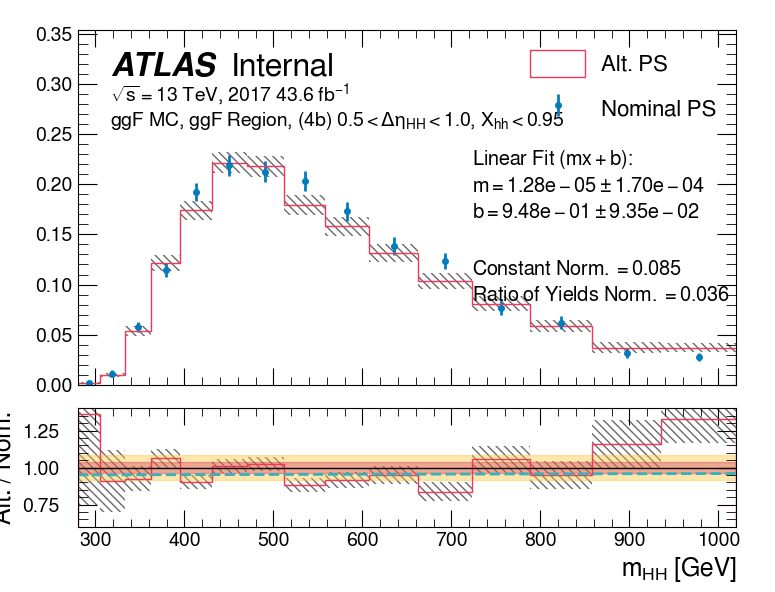 ATLAS Internal
√s = 13 TeV, 2017 43.6 fb⁻¹
ggF MC, ggF Region, (4b) 0.5 < Δη_HH < 1.0, X_hh < 0.95
Alt. PS
Nominal PS
Linear Fit (mx + b):
m = 1.28e − 05 ± 1.70e − 04
b = 9.48e − 01 ± 9.35e − 02
Constant Norm. = 0.085
Ratio of Yields Norm. = 0.036
0.35
0.30
0.25
0.20
0.15
0.10
0.05
0.00
Alt. / Nom.
1.25
1.00
0.75
300 400 500 600 700 800 900 1000
m_HH [GeV]